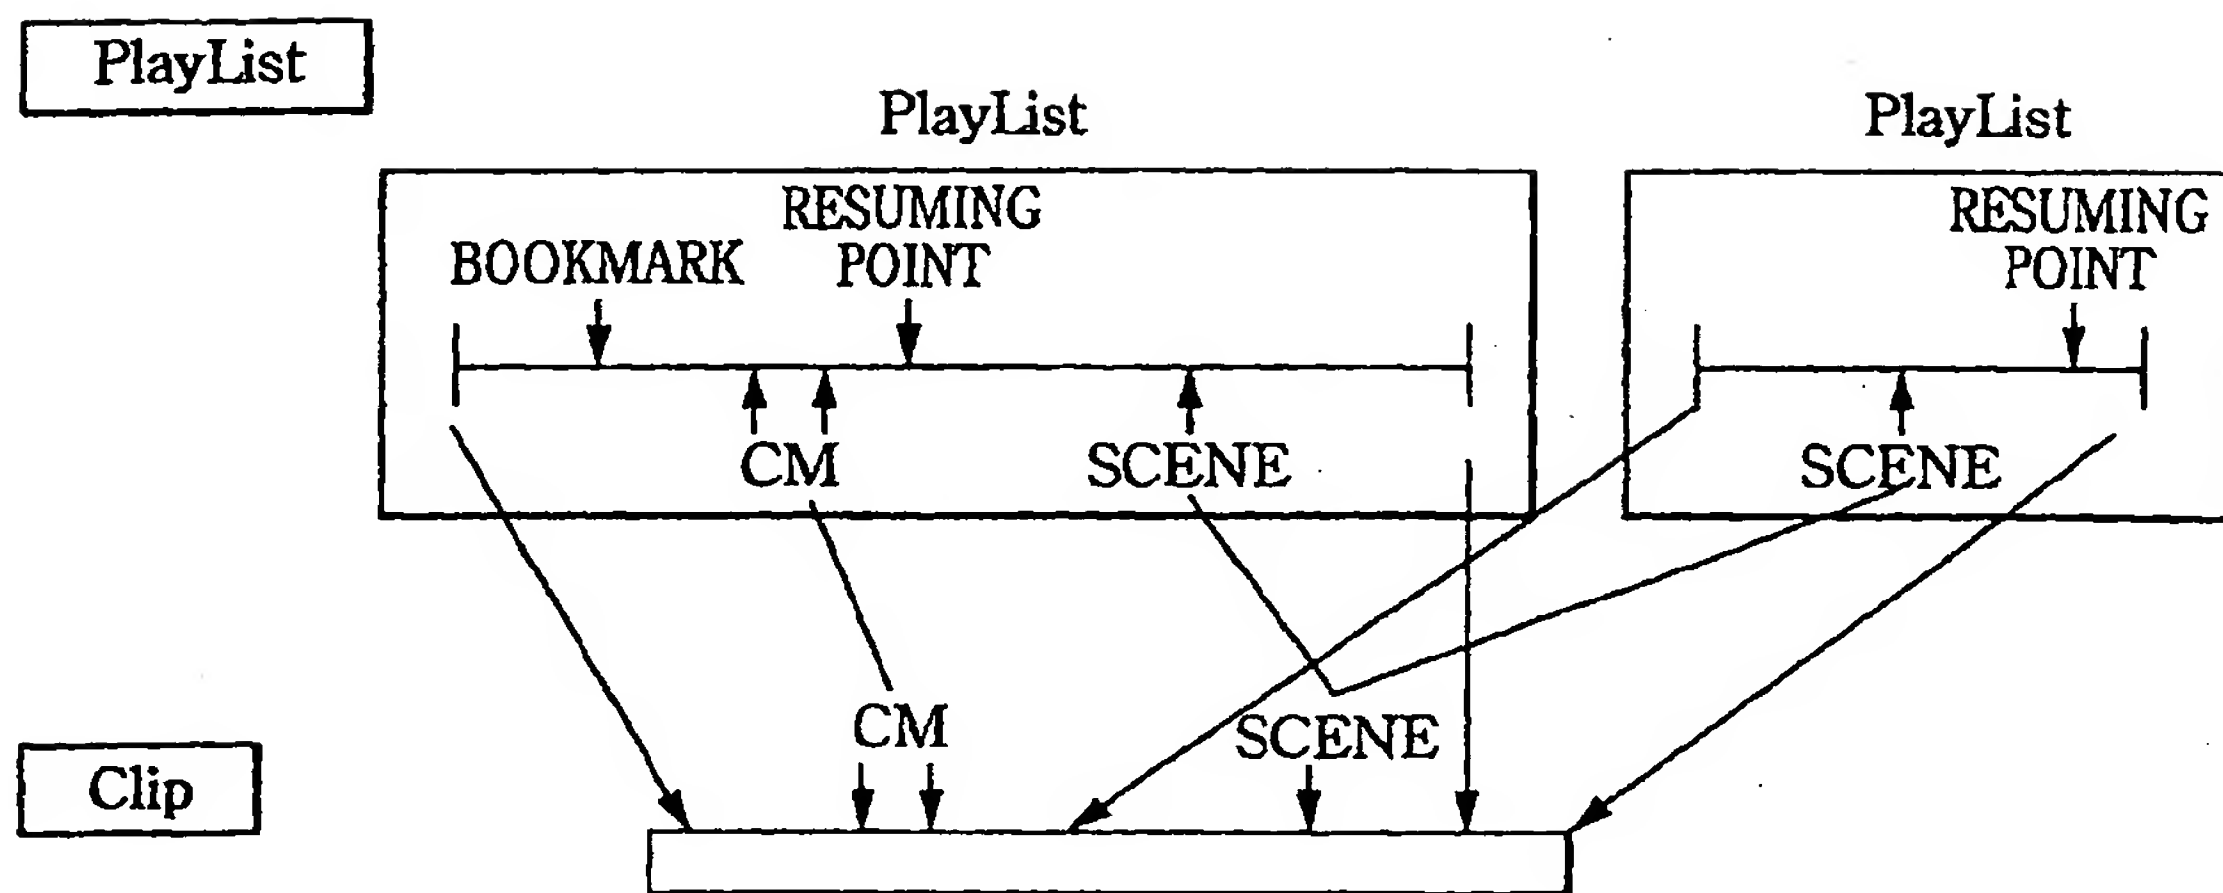 PlayList
PlayList
PlayList
RESUMING
POINT
BOOKMARK
RESUMING
POINT
CM
SCENE
SCENE
CM
SCENE
Clip